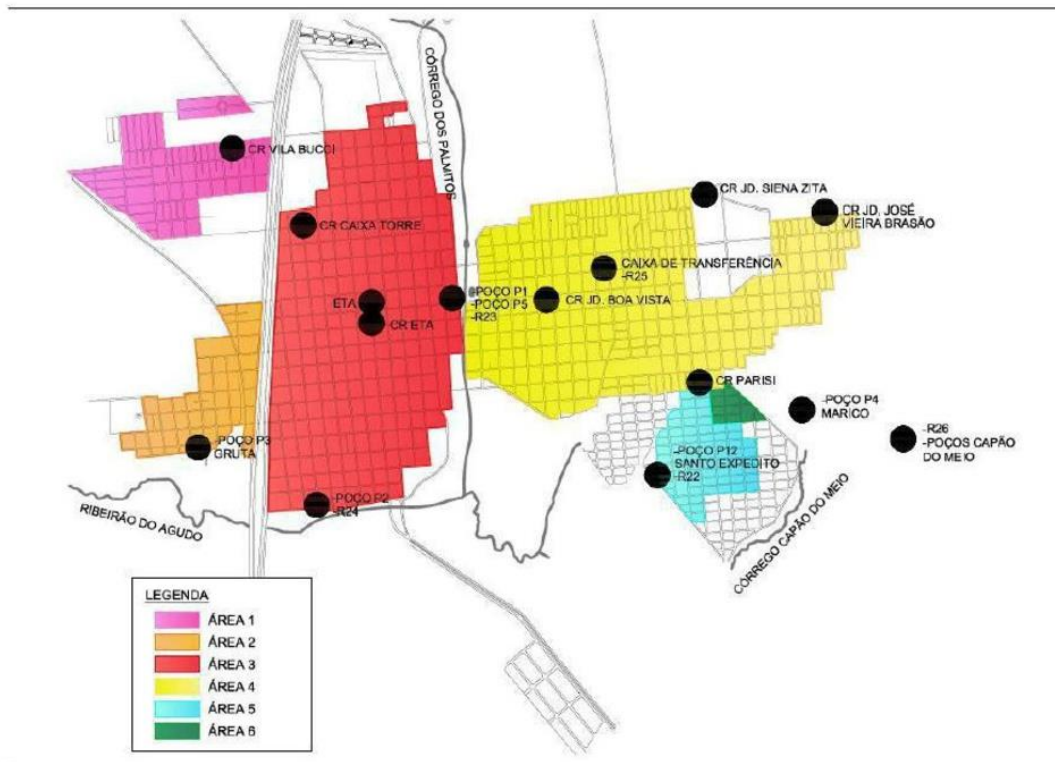 CÓRREGO DOS PALMITOS
CR VILA BUCCI
CR CAIXA TORRE
CR JD. SIENA ZITA
CR JD. JOSÉ
VIEIRA BRASÃO
CAIXA DE TRANSFERÊNCIA
-R25
ETA
CR ETA
-POÇO P1
-POÇO P5
-R23
CR JD. BOA VISTA
CR PARISI
-POÇO P4
MARICO
-R26
-POÇOS CAPÃO
DO MEIO
-POÇO P3
GRUTA
-POÇO P12
SANTO EXPEDITO
-R22
-POÇO P2
-R24
RIBEIRÃO DO AGUDO
CÓRREGO CAPÃO DO MEIO
LEGENDA
ÁREA 1
ÁREA 2
ÁREA 3
ÁREA 4
ÁREA 5
ÁREA 6